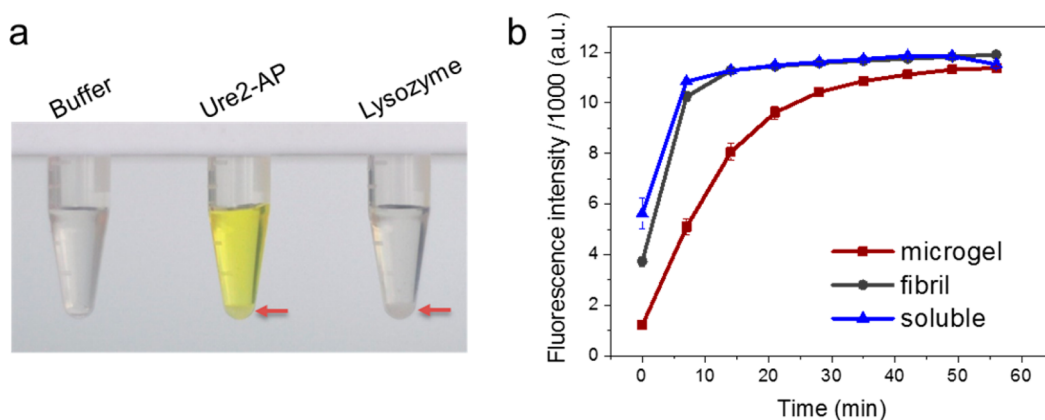 a
Buffer
Ure2-AP
Lysozyme
b
Fluorescence intensity /1000 (a.u.)
12
10
8
6
4
2
0
microgel
fibril
soluble
0 10 20 30 40 50 60
Time (min)